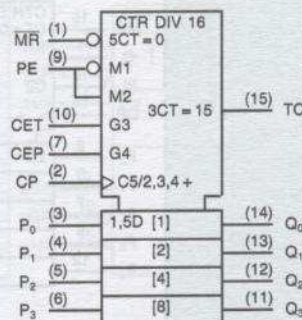 CTR DIV 16
M̅R̅ (1) 5CT = 0
PE (9) M1
M2
3CT = 15 (15) TC
CET (10) G3
CEP (7) G4
CP (2) C5/2,3,4 +
P₀ (3) 1,5D [1] (14) Q₀
P₁ (4) [2] (13) Q₁
P₂ (5) [4] (12) Q₂
P₃ (6) [8] (11) Q₃